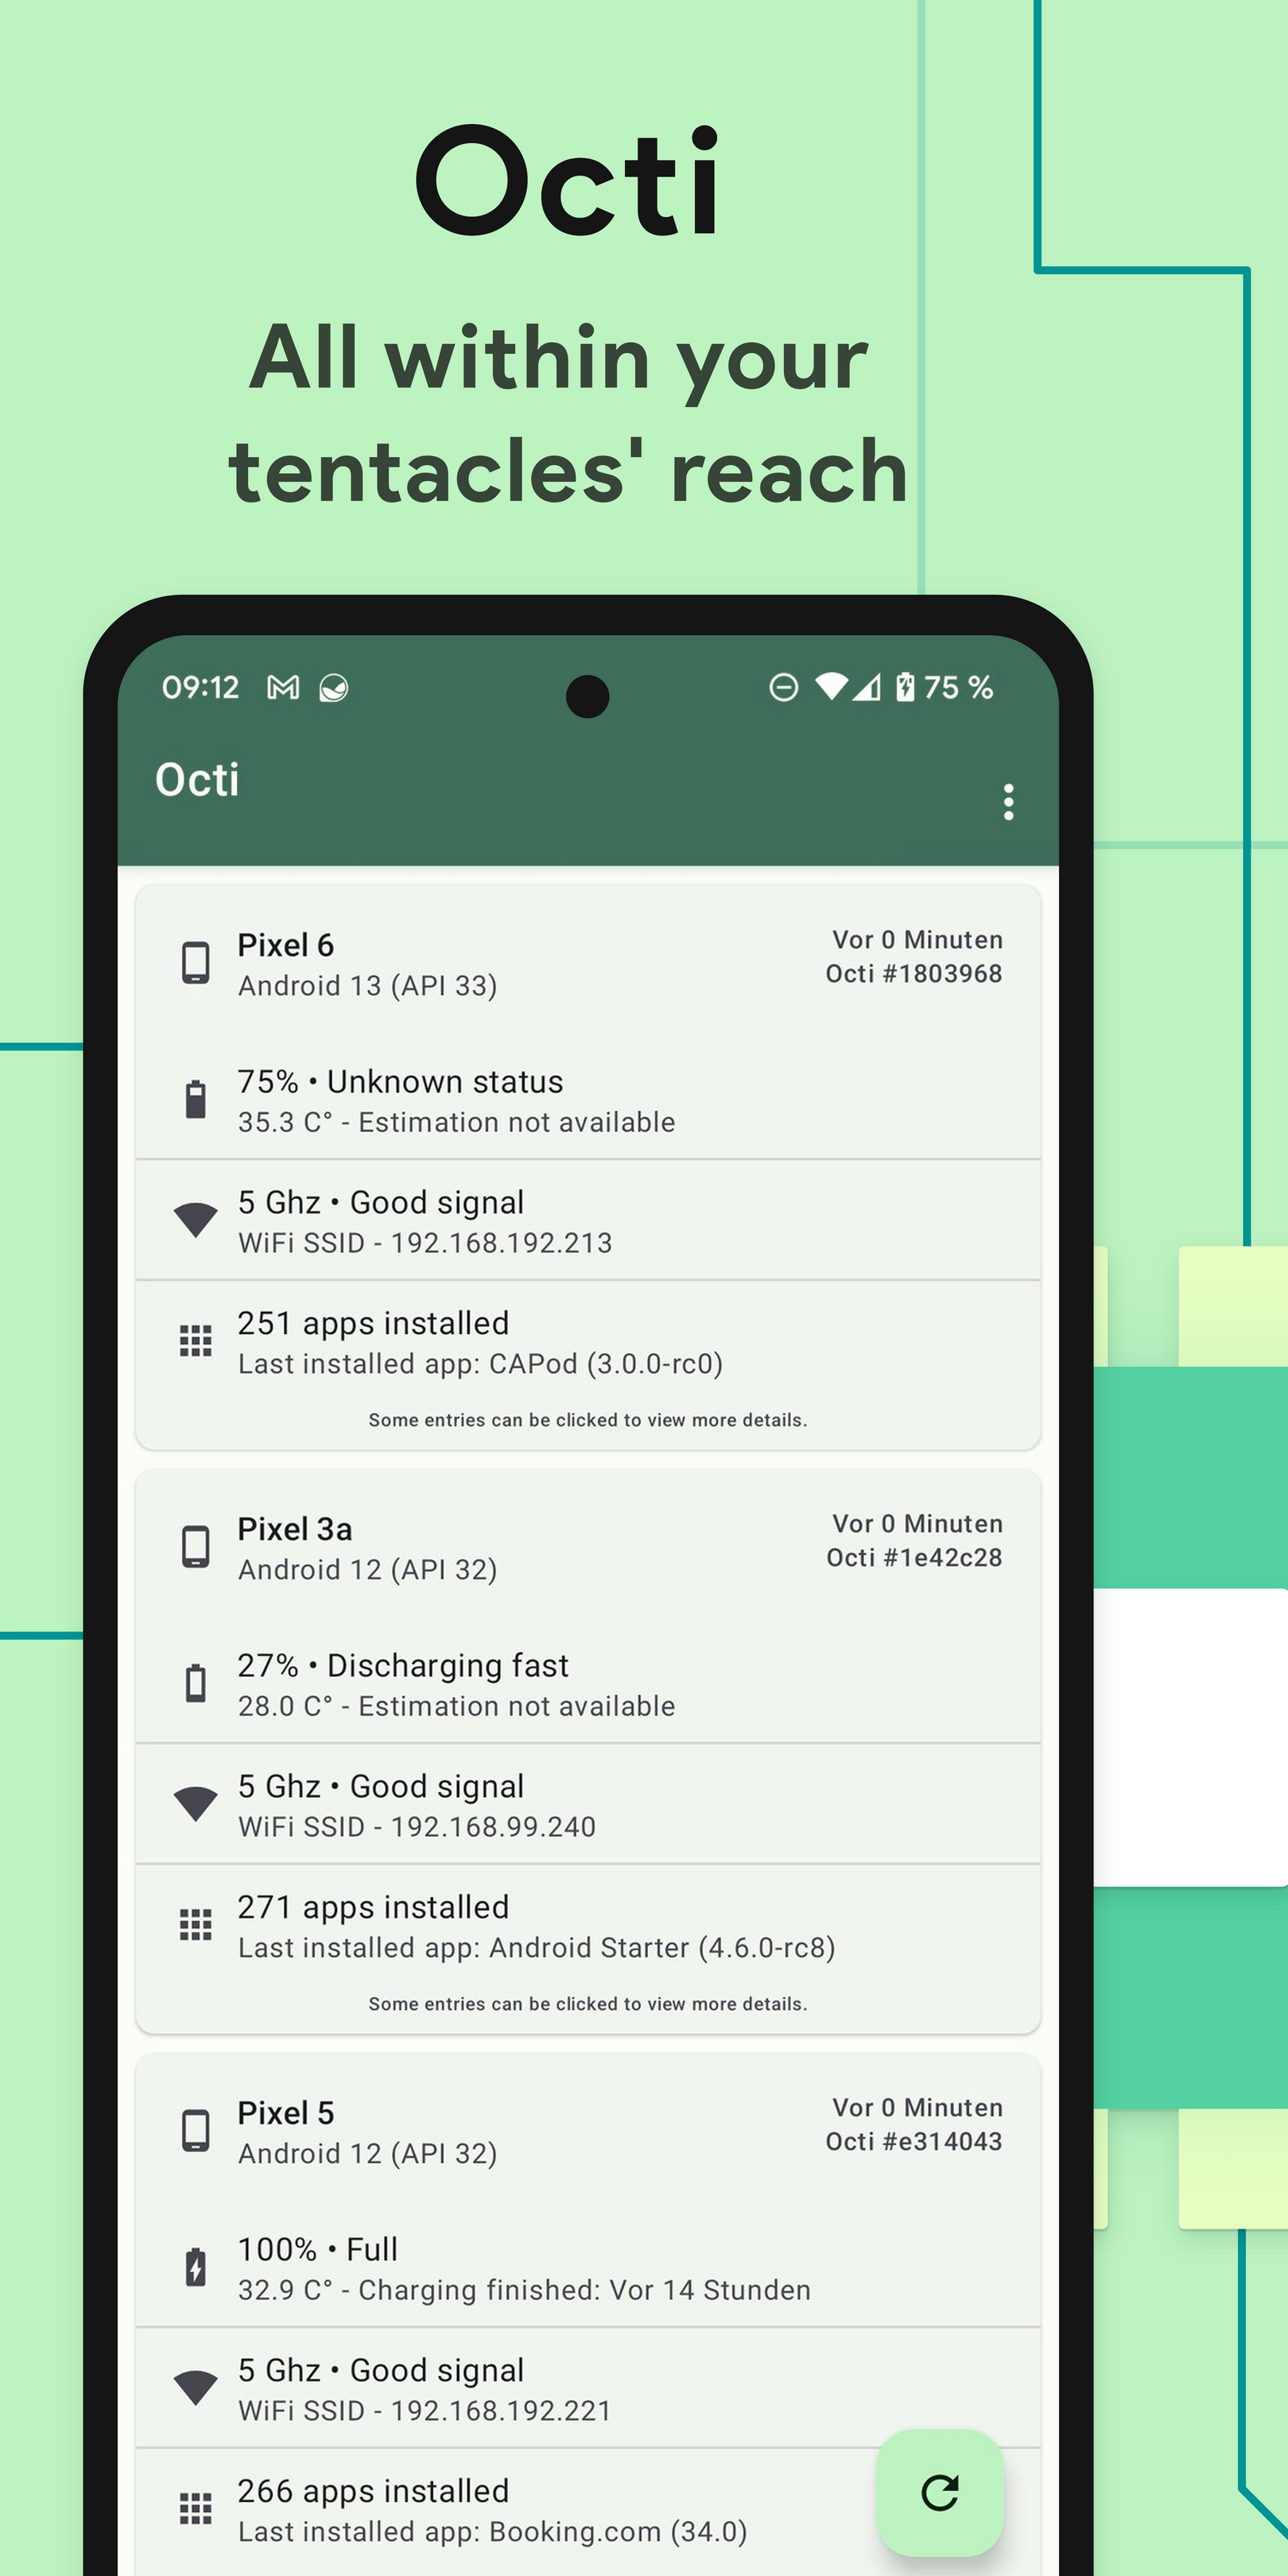 Octi
All within your
tentacles' reach
09:12
75 %
Octi
Pixel 6
Vor 0 Minuten
Android 13 (API 33)
Octi #1803968
75% • Unknown status
35.3 C° - Estimation not available
5 Ghz • Good signal
WiFi SSID - 192.168.192.213
251 apps installed
Last installed app: CAPod (3.0.0-rc0)
Some entries can be clicked to view more details.
Pixel 3a
Vor 0 Minuten
Android 12 (API 32)
Octi #1e42c28
27% • Discharging fast
28.0 C° - Estimation not available
5 Ghz • Good signal
WiFi SSID - 192.168.99.240
271 apps installed
Last installed app: Android Starter (4.6.0-rc8)
Some entries can be clicked to view more details.
Pixel 5
Vor 0 Minuten
Android 12 (API 32)
Octi #e314043
100% • Full
32.9 C° - Charging finished: Vor 14 Stunden
5 Ghz • Good signal
WiFi SSID - 192.168.192.221
266 apps installed
Last installed app: Booking.com (34.0)